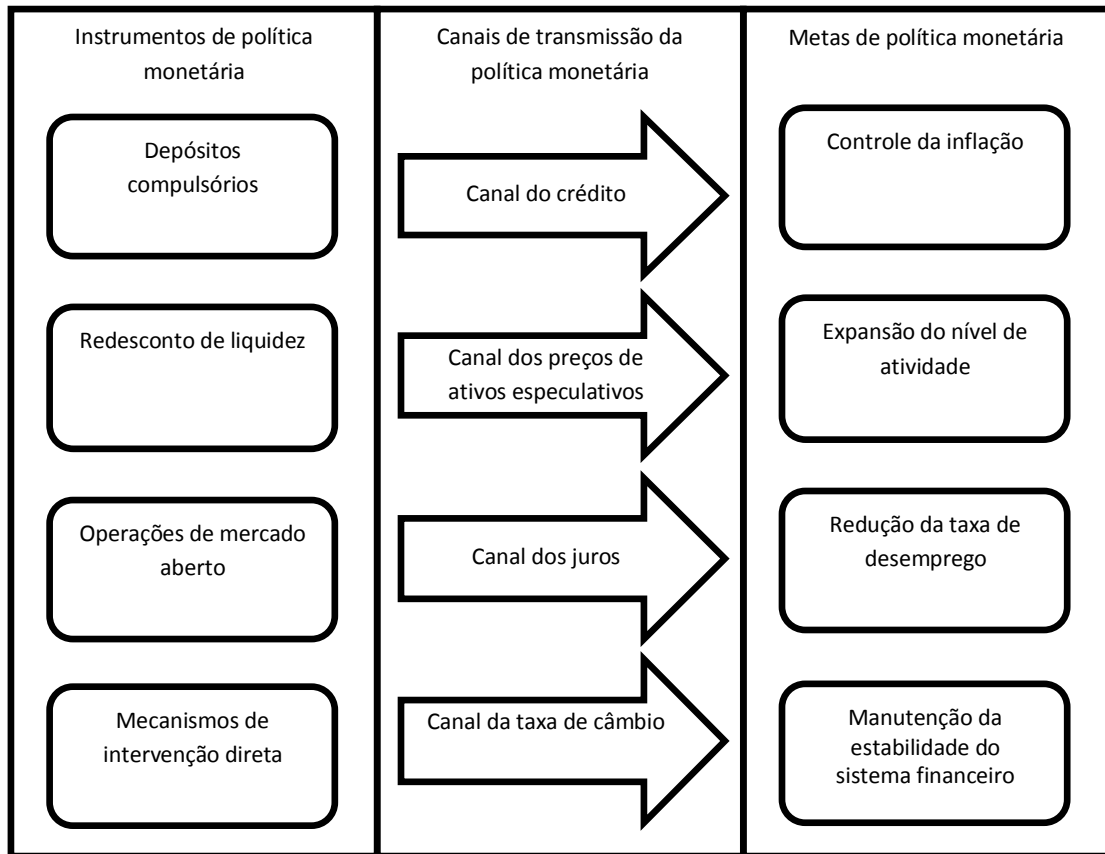 Instrumentos de política
monetária
Depósitos
compulsórios
Redesconto de liquidez
Operações de mercado
aberto
Mecanismos de
intervenção direta
Canais de transmissão da
política monetária
Canal do crédito
Canal dos preços de
ativos especulativos
Canal dos juros
Canal da taxa de câmbio
Metas de política monetária
Controle da inflação
Expansão do nível de
atividade
Redução da taxa de
desemprego
Manutenção da
estabilidade do
sistema financeiro